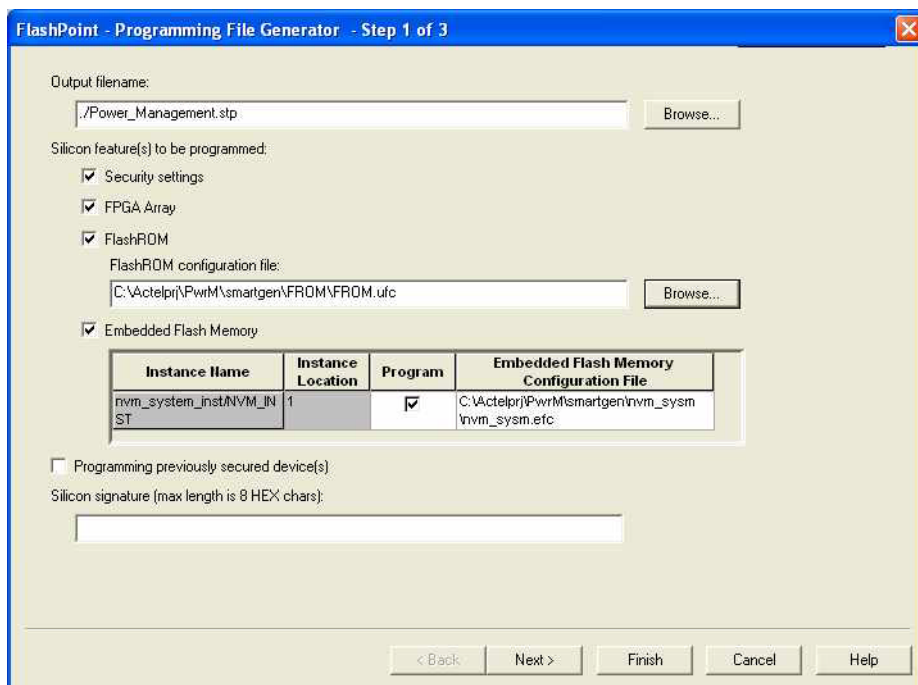 FlashPoint - Programming File Generator - Step 1 of 3
Output filename:
./Power_Management.stp
Browse...
Silicon feature(s) to be programmed:
Security settings
FPGA Array
FlashROM
FlashROM configuration file:
C:\Actelprj\PwrM\smartgen\FROM\FROM.ufc
Browse...
Embedded Flash Memory
Instance Name
Instance
Location
Program
Embedded Flash Memory
Configuration File
nvm_system_inst/NVM_IN
ST
1
C:\Actelprj\PwrM\smartgen\nvm_sysm
\nvm_sysm.efc
Programming previously secured device(s)
Silicon signature (max length is 8 HEX chars):
< Back
Next >
Finish
Cancel
Help